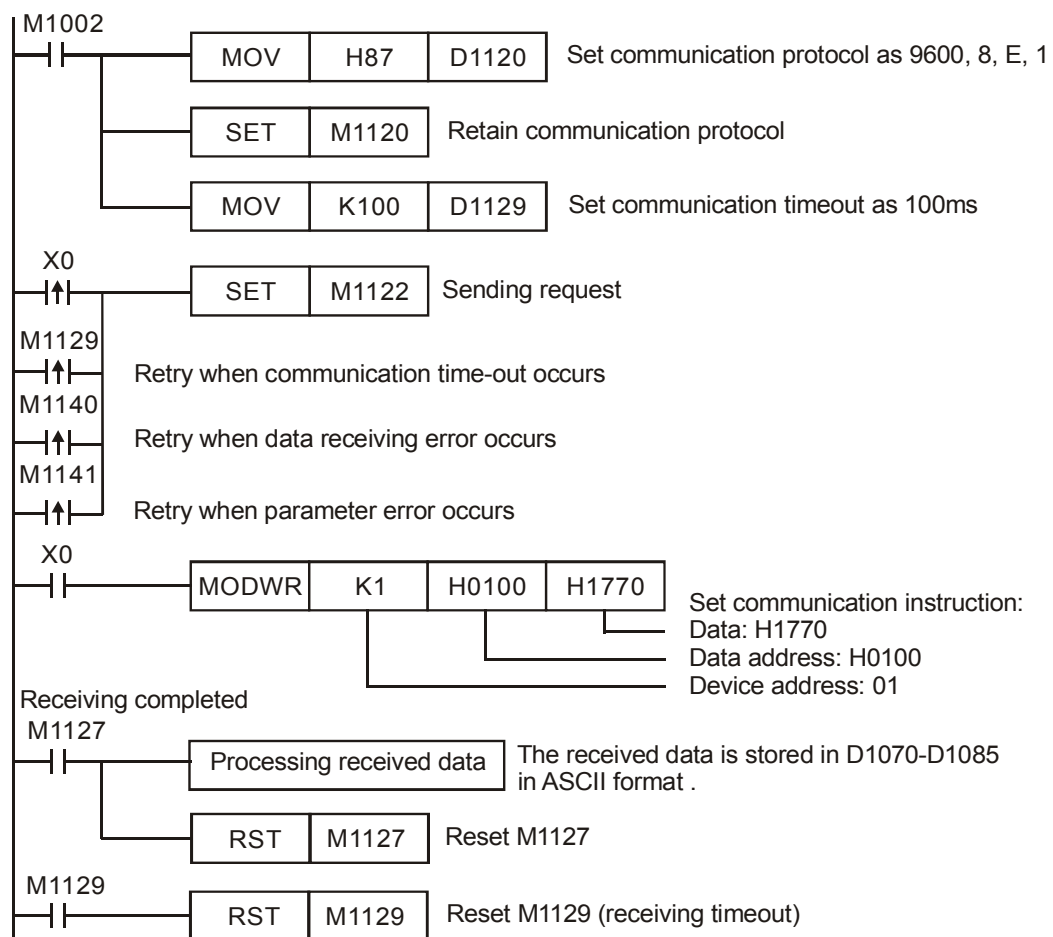 M1002
MOV H87 D1120 Set communication protocol as 9600, 8, E, 1
SET M1120 Retain communication protocol
MOV K100 D1129 Set communication timeout as 100ms
X0
SET M1122 Sending request
M1129
Retry when communication time-out occurs
M1140
Retry when data receiving error occurs
M1141
Retry when parameter error occurs
X0
MODWR K1 H0100 H1770
Set communication instruction:
Data: H1770
Data address: H0100
Device address: 01
Receiving completed
M1127
Processing received data
The received data is stored in D1070-D1085
in ASCII format .
RST M1127 Reset M1127
M1129
RST M1129 Reset M1129 (receiving timeout)